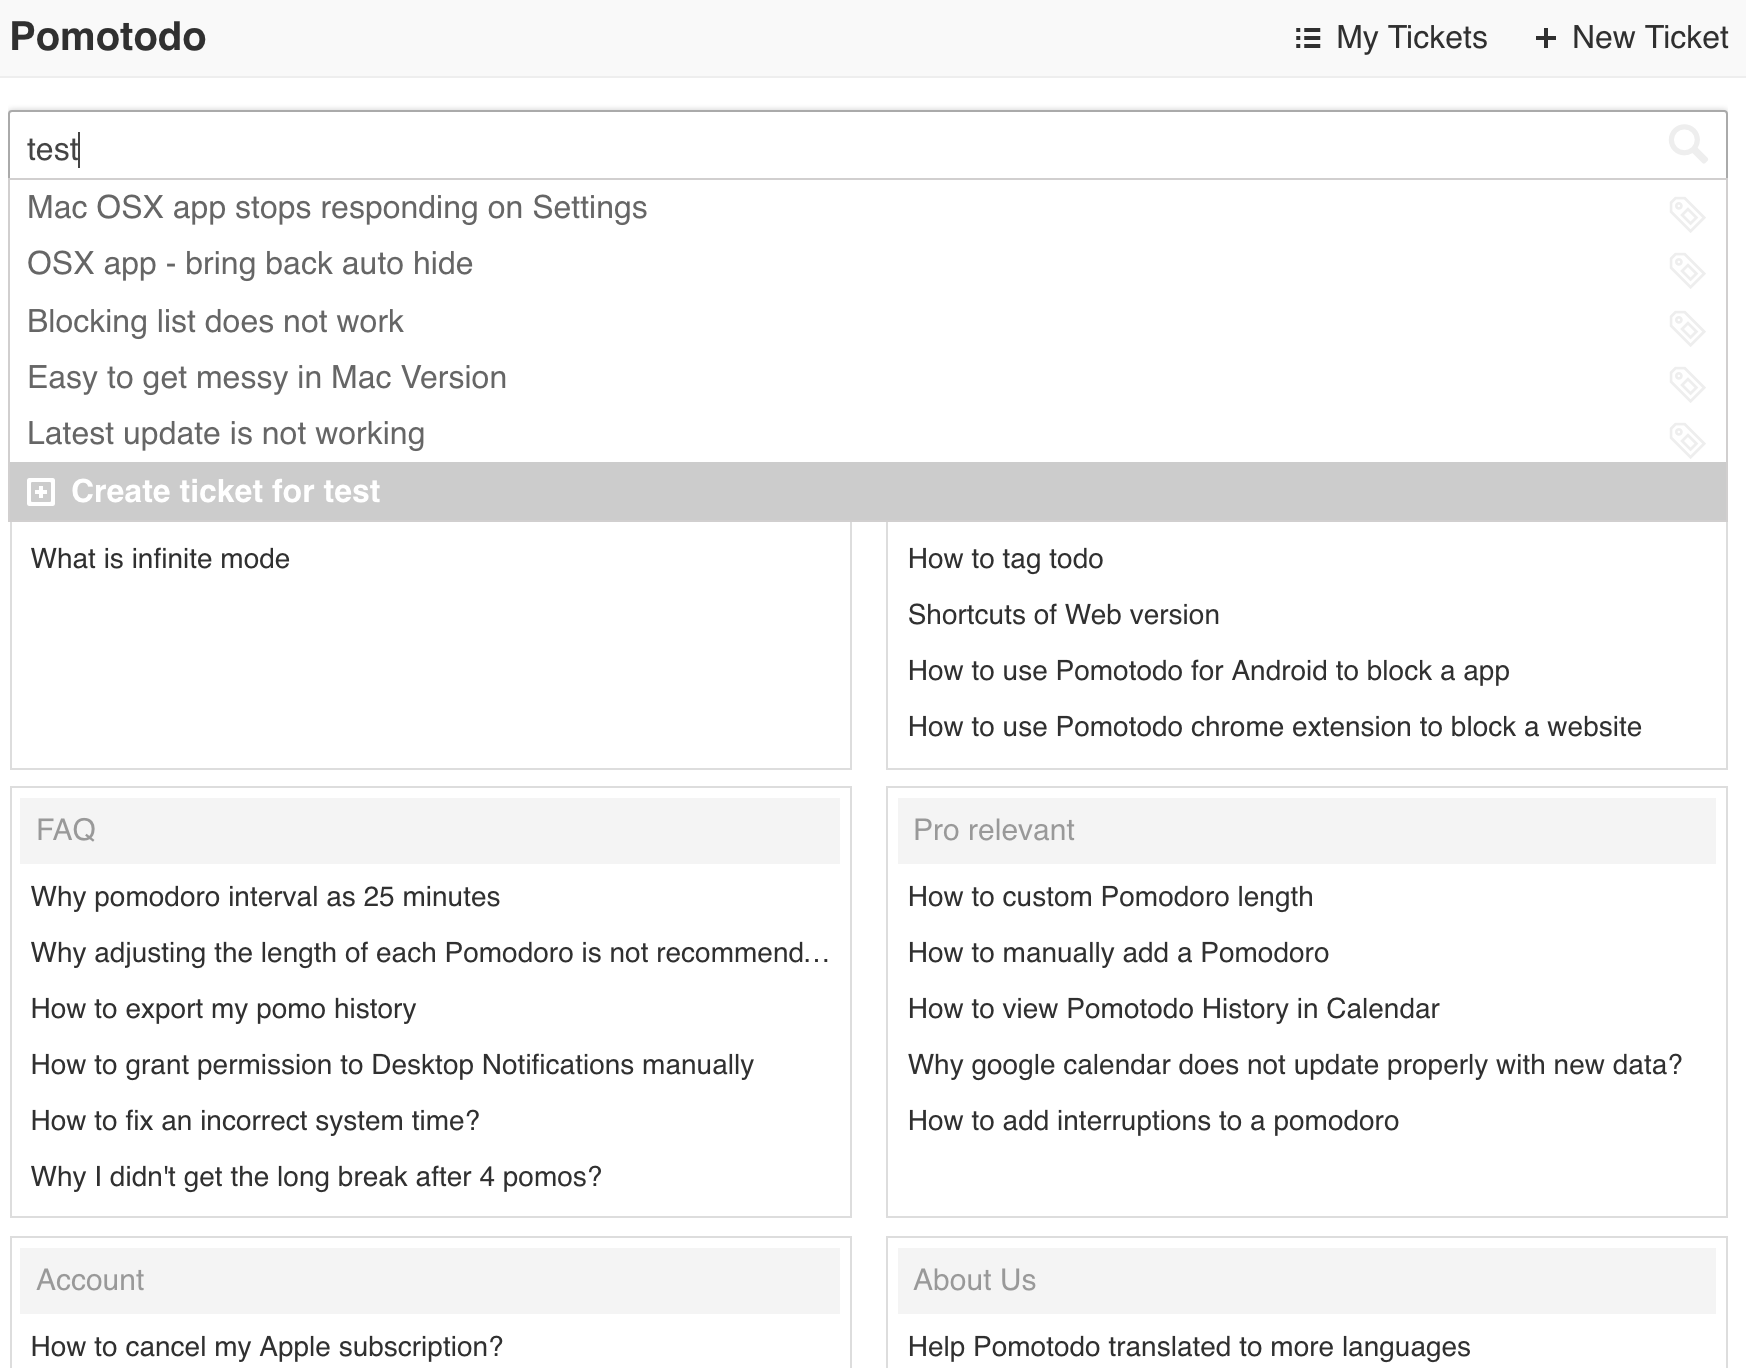 Pomotodo
My Tickets
New Ticket
test
Mac OSX app stops responding on Settings
OSX app - bring back auto hide
Blocking list does not work
Easy to get messy in Mac Version
Latest update is not working
Create ticket for test
What is infinite mode
How to tag todo
Shortcuts of Web version
How to use Pomotodo for Android to block a app
How to use Pomotodo chrome extension to block a website
FAQ
Why pomodoro interval as 25 minutes
Why adjusting the length of each Pomodoro is not recommend...
How to export my pomo history
How to grant permission to Desktop Notifications manually
How to fix an incorrect system time?
Why I didn't get the long break after 4 pomos?
Pro relevant
How to custom Pomodoro length
How to manually add a Pomodoro
How to view Pomotodo History in Calendar
Why google calendar does not update properly with new data?
How to add interruptions to a pomodoro
Account
How to cancel my Apple subscription?
About Us
Help Pomotodo translated to more languages